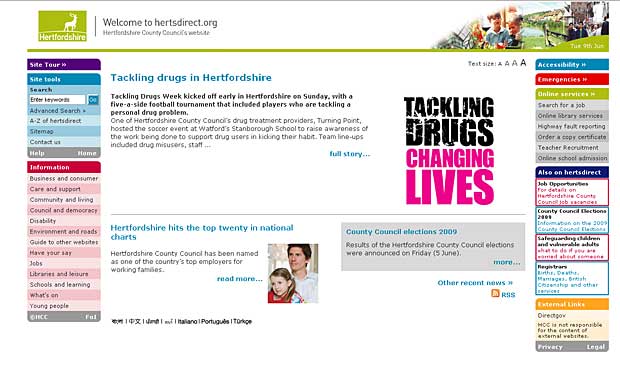 Hertfordshire
Welcome to hertsdirect.org
Hertfordshire County Council's website
Tue 9th Jun
Site Tour »
Site tools
Search
Enter keywords
Go
Advanced Search »
A-Z of hertsdirect
Sitemap
Contact us
Help Home
Information
Business and consumer
Care and support
Community and living
Council and democracy
Disability
Environment and roads
Guide to other websites
Have your say
Jobs
Libraries and leisure
Schools and learning
What's on
Young people
©HCC FoI
Text size: A A A A
Tackling drugs in Hertfordshire
Tackling Drugs Week kicked off early in Hertfordshire on Sunday, with a
five-a-side football tournament that included players who are tackling a
personal drug problem.
One of Hertfordshire County Council's drug treatment providers, Turning Point,
hosted the soccer event at Watford's Stanborough School to raise awareness of
the work being done to support drug users in kicking their habit. Team line-ups
included drug misusers, staff ...
full story...
TACKLING
DRUGS
CHANGING
LIVES
Hertfordshire hits the top twenty in national
charts
Hertfordshire County Council has been named
as one of the country's top employers for
working families.
read more...
County Council elections 2009
Results of the Hertfordshire County Council elections
were announced on Friday (5 June).
more...
Other recent news »
RSS
বাংলা | 中文 | ਪੰਜਾਬੀ | اردو | Italiano | Português | Türkçe
Accessibility »
Emergencies »
Online services »
Search for a job
Online library services
Highway fault reporting
Order a copy certificate
Teacher Recruitment
Online school admission
Also on hertsdirect
Job Opportunities
For details on
Hertfordshire County
Council Job vacancies
County Council Elections
2009
Information on the 2009
County Council Elections
Safeguarding children
and vulnerable adults
What to do if you are
worried about someone
Registrars
Births, Deaths,
Marriages, British
Citizenship and other
services
External Links
Directgov
HCC is not responsible
for the content of
external websites.
Privacy Legal